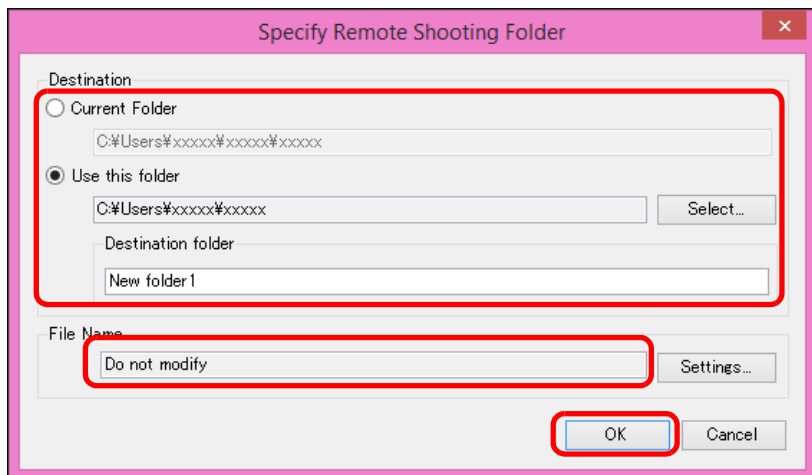 Specify Remote Shooting Folder
Destination
Current Folder
C:¥Users¥xxxxx¥xxxxx¥xxxxx
Use this folder
C:¥Users¥xxxxx¥xxxxx
Select...
Destination folder
New folder1
File Name
Do not modify
Settings...
OK
Cancel